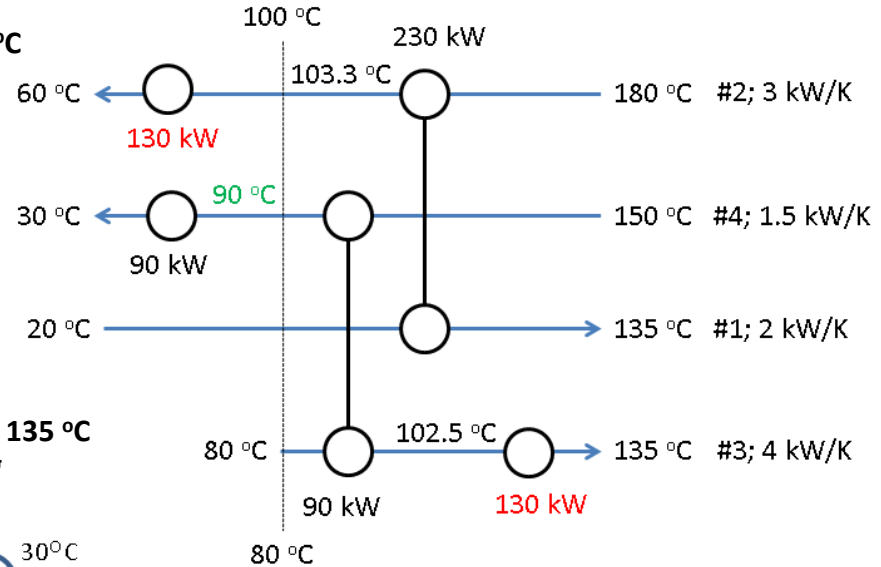 100 °C
°C
230 kW
60 °C
103.3 °C
180 °C #2; 3 kW/K
130 kW
90 °C
30 °C
150 °C #4; 1.5 kW/K
90 kW
20 °C
135 °C #1; 2 kW/K
135 °C
102.5 °C
80 °C
135 °C #3; 4 kW/K
90 kW
130 kW
30°C
80 °C